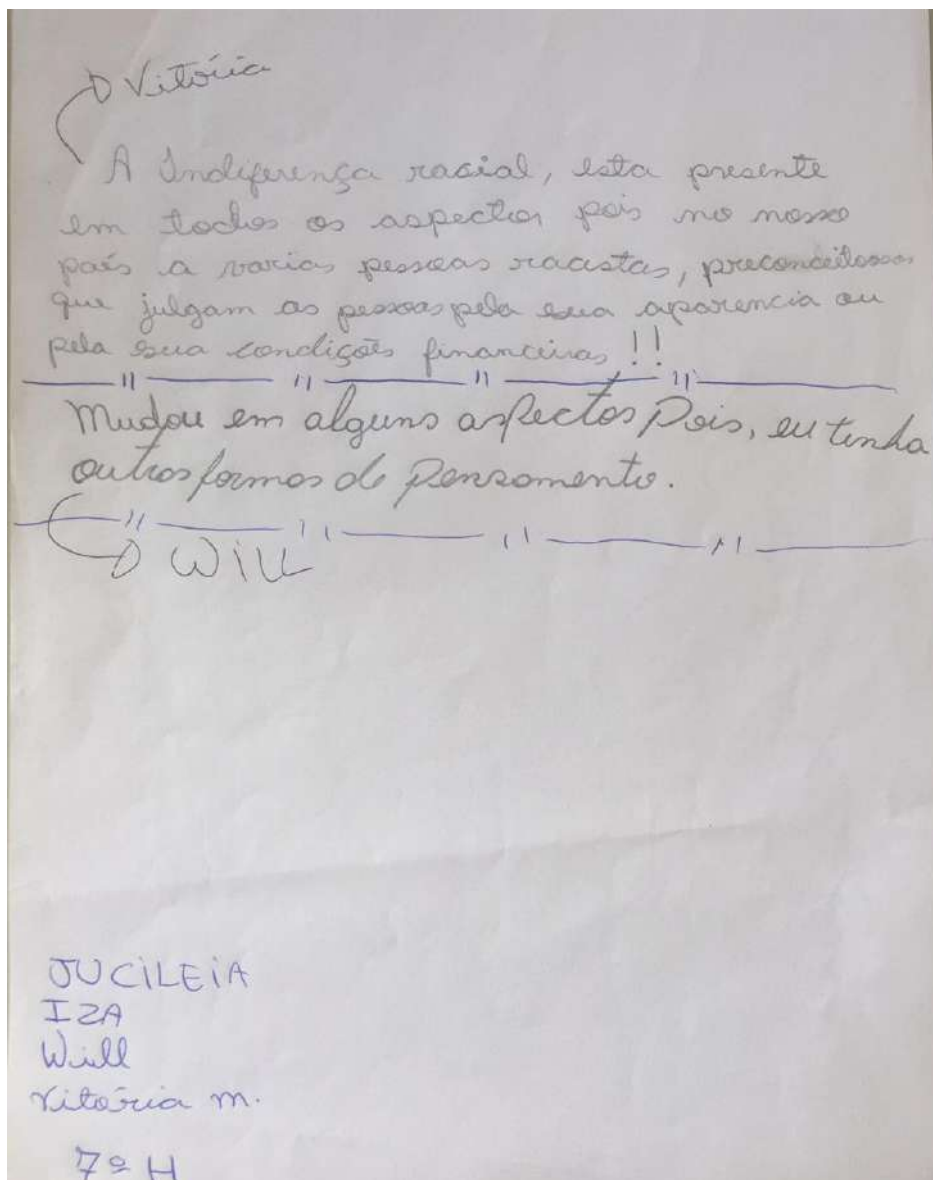 Vitória
A Indiferença racial, esta presente
em todos os aspectos pois no nosso
país a varias pessoas racistas, preconceitosas
que julgam as pessoas pela sua aparencia ou
pela sua condições financeiras !!
Mudou em alguns aspectos Pois, eu tinha
outras formas de Pensamento.
Will
JUCiLEiA
IZA
Will
Vitória m.
7º H